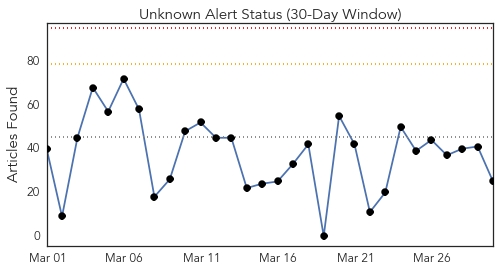 Unknown Alert Status (30-Day Window)
Articles Found
80
60
40
20
0
Mar 01 Mar 06 Mar 11 Mar 16 Mar 21 Mar 26